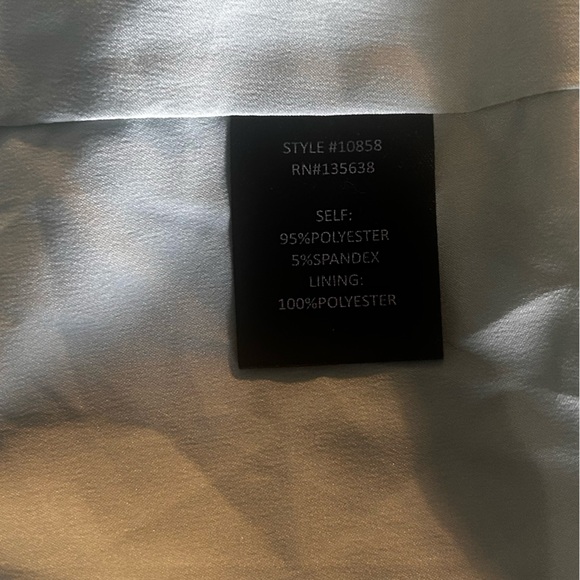 STYLE #10858
RN#135638
SELF:
95%POLYESTER
5%SPANDEX
LINING:
100%POLYESTER